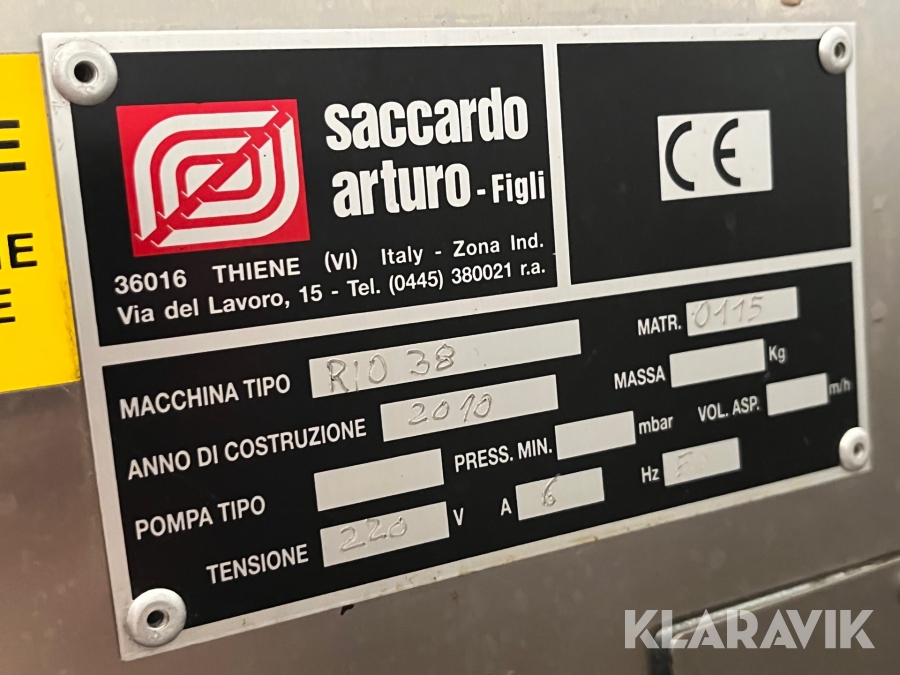 E
IE
E
saccardo
arturo - Figli
36016 THIENE (VI) Italy - Zona Ind.
Via del Lavoro, 15 - Tel. (0445) 380021 r.a.
CE
MACCHINA TIPO RIO 38
MATR. 0115
ANNO DI COSTRUZIONE 2010
MASSA Kg
POMPA TIPO
PRESS. MIN. mbar
VOL. ASP. m/h
TENSIONE 220 V
A 6
Hz
KLARAVIK